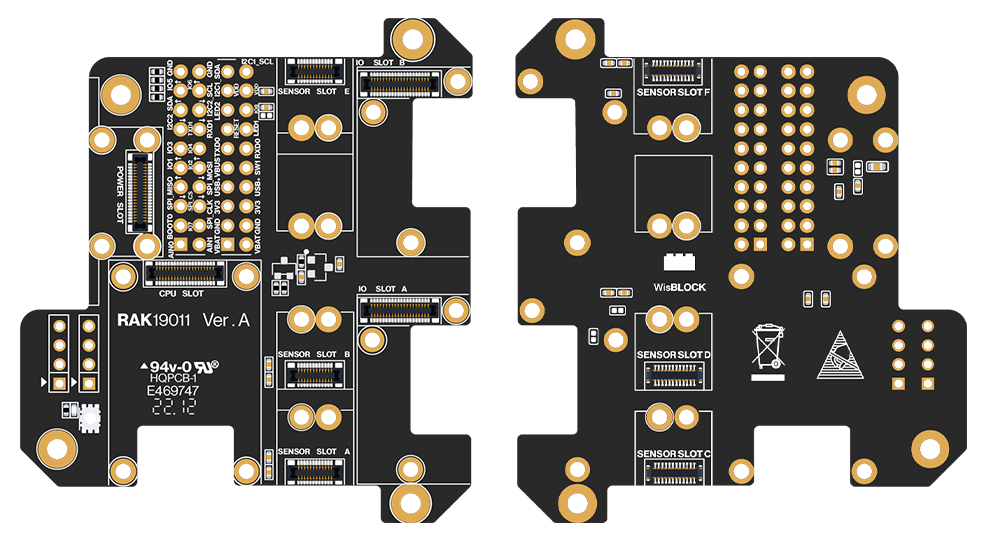 I2C1_SCL
IO SLOT B
SENSOR SLOT E
GND
IO5
I2C2_SDA
IO3
IO1
SPI_MISO
BOOT0
AIN0
IO6
TXD1
IO4
IO2
SPI_CS
IO7
GND
I2C2_SCL
RXD1
SPI_MOSI
SPI_CLK
AIN1
I2C1_SDA
LED2
TXD0
VBUS
USB+
3V3
GND
VBAT
VDD
RESET
LED1
RXD0
SW1
USB-
3V3
GND
VBAT
POWER SLOT
CPU SLOT
IO SLOT A
RAK19011 Ver.A
94v-0
HQPCB-1
E469747
22.12
SENSOR SLOT B
SENSOR SLOT A
SENSOR SLOT F
WisBLOCK
SENSOR SLOT D
SENSOR SLOT C